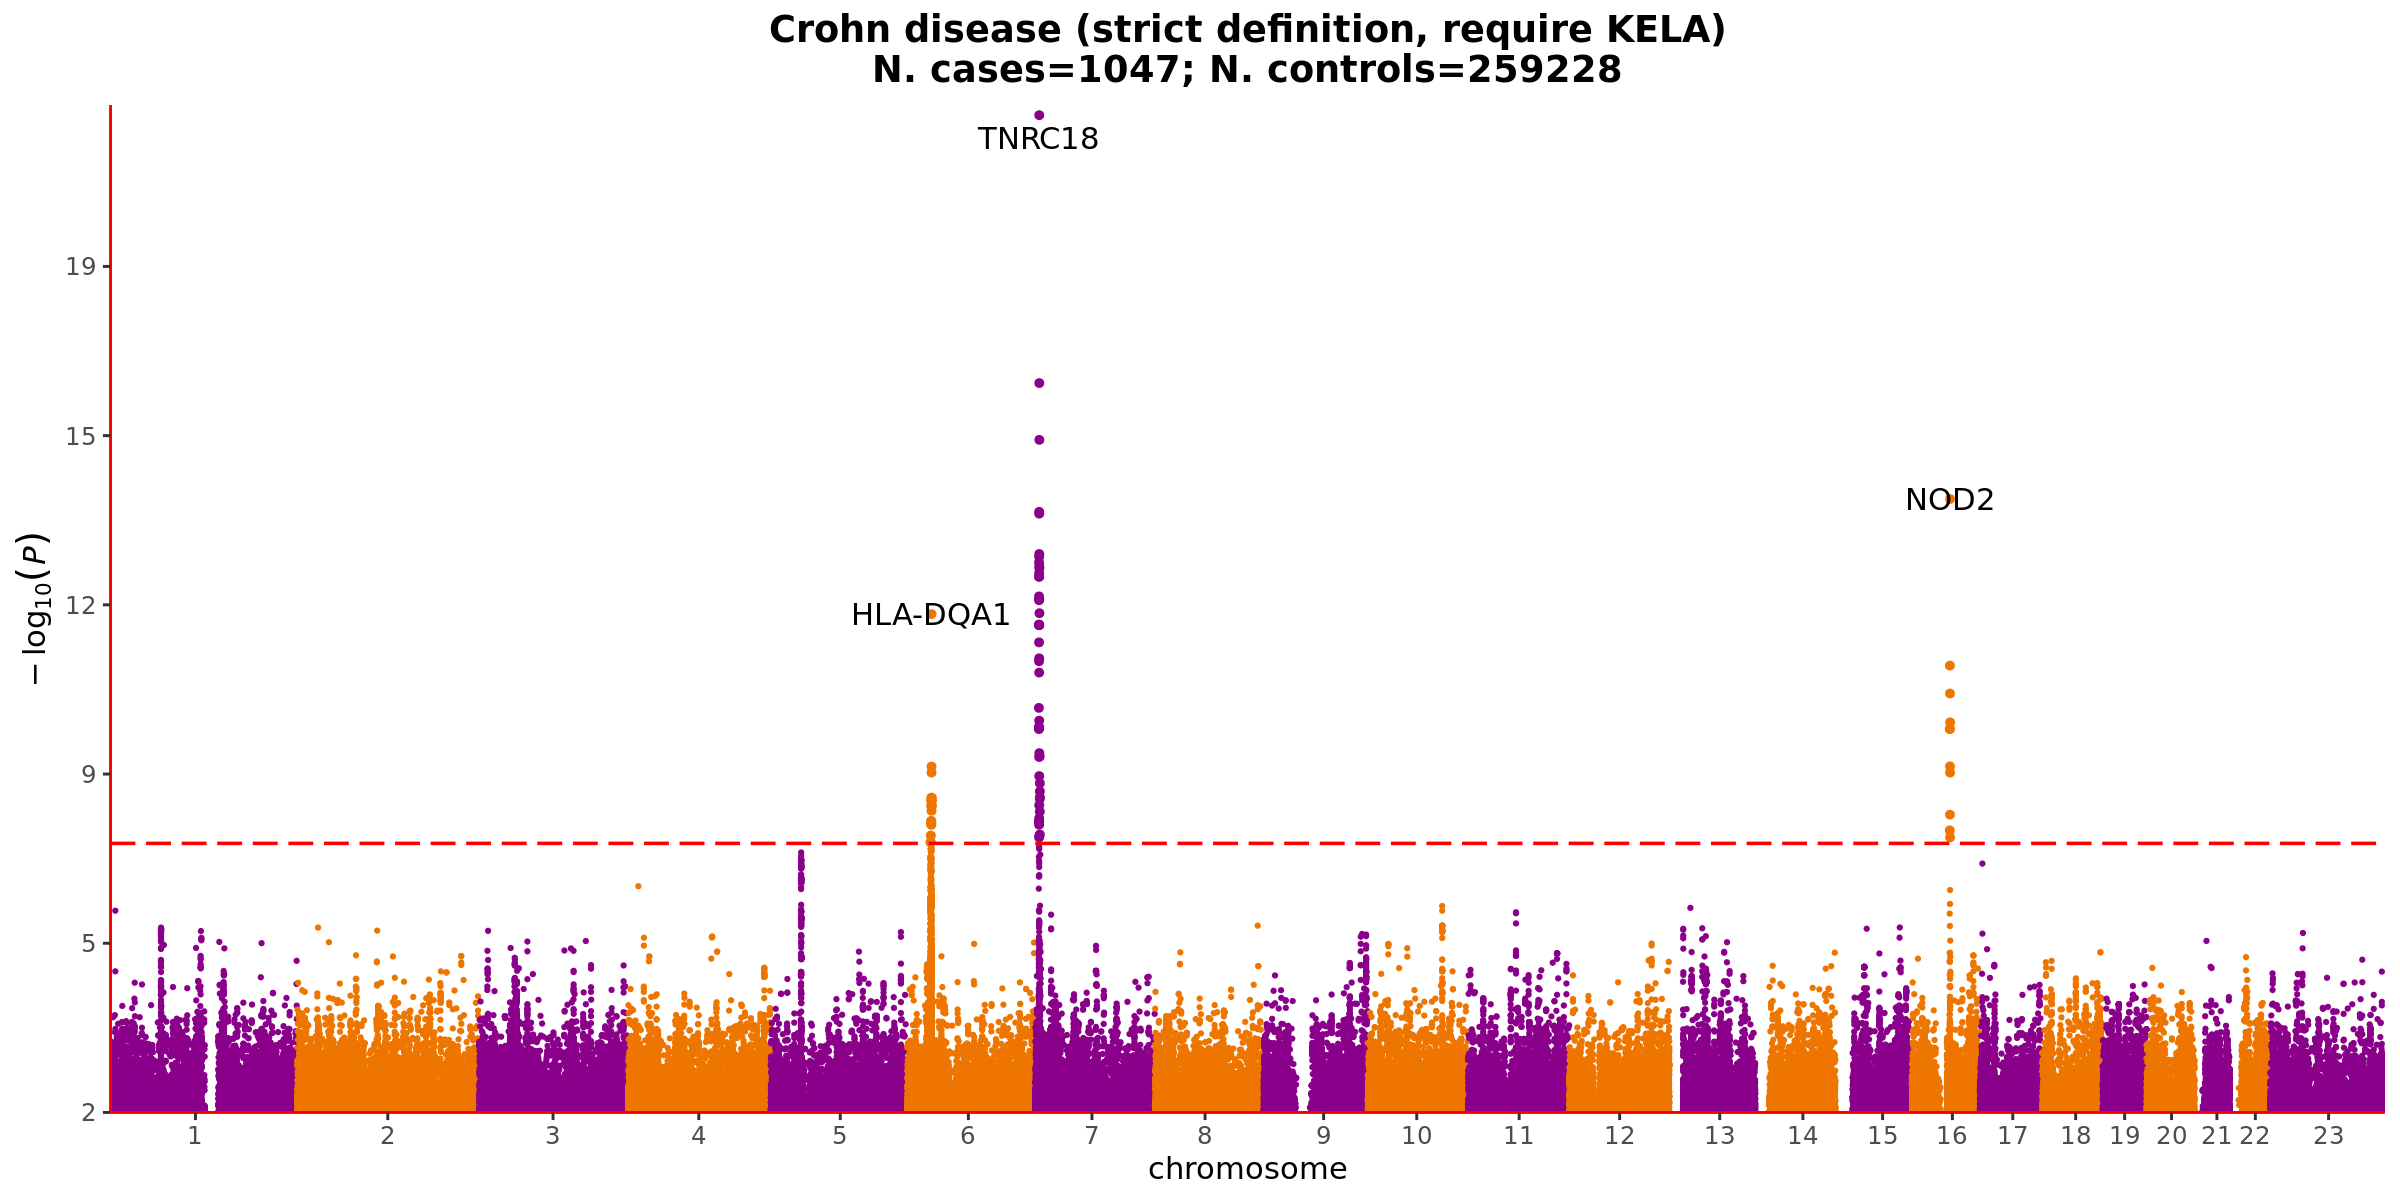 Crohn disease (strict definition, require KELA)
N. cases=1047; N. controls=259228
TNRC18
19
15
NOD2
− log₁₀(P)
12
HLA-DQA1
9
5
2
1 2 3 4 5 6 7 8 9 10 11 12 13 14 15 16 17 18 19 20 21 22 23
chromosome